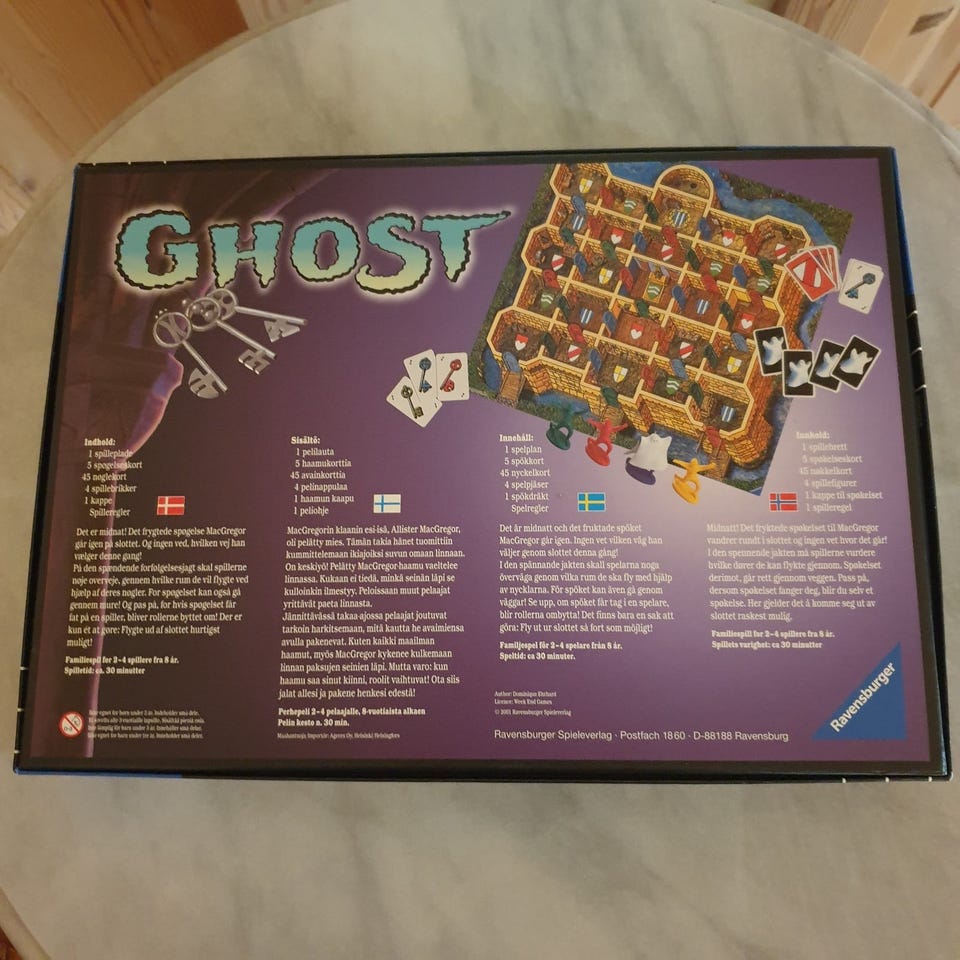 GHOST
Indhold:
1 spilleplade
5 spøgelseskort
45 nøglekort
4 spillebrikker
1 kappe
Spilleregler
Det er midnat! Det frygtede spøgelse MacGregor
går igen på slottet. Og ingen ved, hvilken vej han
vælger denne gang!
På den spændende forfølgelsesjagt skal spillerne
nøje overveje, gennem hvilke rum de vil flygte ved
hjælp af deres nøgler. For spøgelset kan også gå
gennem mure! Og pas på, for hvis spøgelset får
fat på en spiller, bliver rollerne byttet om! Der er
kun ét at gøre: Flygte ud af slottet hurtigst
muligt!
Familiespil for 2–4 spillere fra 8 år.
Spilletid: ca. 30 minutter
Sisältö:
1 pelilauta
5 haamukorttia
45 avainkorttia
4 pelinappulaa
1 haamun kaapu
1 peliohje
MacGregorin klaanin esi-isä, Allister MacGregor,
oli pelätty mies. Tämän takia hänet tuomittiin
kummittelemaan ikiajoiksi suvun omaan linnaan.
On keskiyö! Pelätty MacGregor-haamu vaeltelee
linnassa. Kukaan ei tiedä, minkä seinän läpi se
kulloinkin ilmestyy. Peloissaan muut pelaajat
yrittävät paeta linnasta.
Jännittävässä takaa-ajossa pelaajat joutuvat
tarkoin harkitsemaan, mitä kautta he avaimiensa
avulla pakenevat. Kuten kaikki maailman
haamut, myös MacGregor kykenee kulkemaan
linnan paksujen seinien läpi. Mutta varo: kun
haamu saa sinut kiinni, roolit vaihtuvat! Ota siis
jalat allesi ja pakene henkesi edestä!
Perhepeli 2–4 pelaajalle, 8-vuotiaista alkaen
Pelin kesto n. 30 min.
Maahantuoja Importör: Agores Oy, Helsinki Helsingfors
Innehåll:
1 spelplan
5 spökkort
45 nyckelkort
4 spelpjäser
1 spökdräkt
Spelregler
Det är midnatt och det fruktade spöket
MacGregor går igen. Ingen vet vilken väg han
väljer genom slottet denna gång!
I den spännande jakten skall spelarna noga
överväga genom vilka rum de ska fly med hjälp
av nycklarna. För spöket kan även gå genom
väggar! Se upp, om spöket får tag i en spelare,
blir rollerna ombytta! Det finns bara en sak att
göra: Fly ut ur slottet så fort som möjligt!
Familjespel för 2–4 spelare från 8 år.
Speltid: ca 30 minuter.
Author: Dominique Ehrhard
Licence: Week End Games
© 2001 Ravensburger Spieleverlag
Ravensburger Spieleverlag · Postfach 1860 · D-88188 Ravensburg
Innhold:
1 spillebrett
5 spøkelseskort
45 nøkkelkort
4 spillefigurer
1 kappe til spøkelset
1 spilleregel
Midnatt! Det fryktede spøkelset til MacGregor
vandrer rundt i slottet og ingen vet hvor det går!
I den spennende jakten må spillerne vurdere
hvilke dører de kan flykte gjennom. Spøkelset
derimot, går rett gjennom veggen. Pass på,
dersom spøkelset fanger deg, blir du selv et
spøkelse. Her gjelder det å komme seg ut av
slottet raskest mulig.
Familiespill for 2–4 spillere fra 8 år.
Spillets varighet: ca 30 minutter
Ravensburger